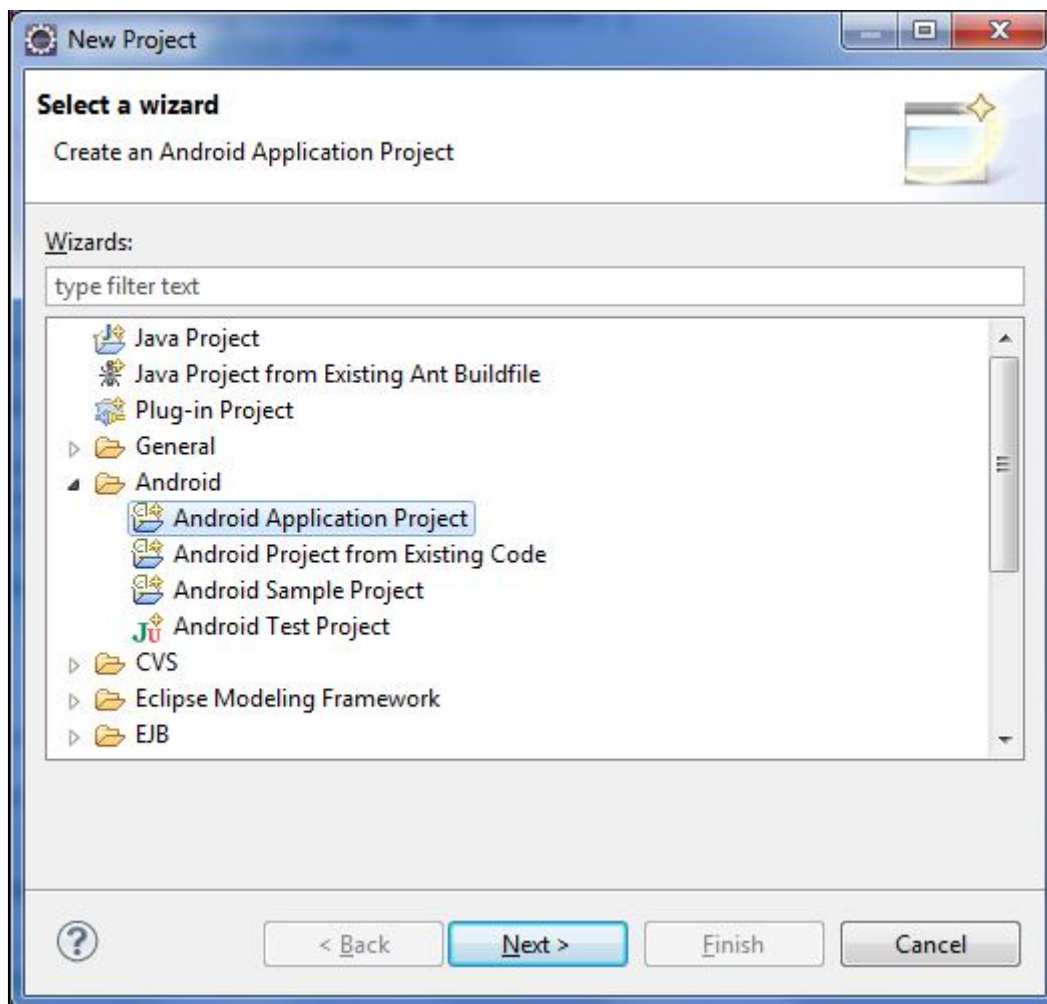 New Project
Select a wizard
Create an Android Application Project
Wizards:
type filter text
Java Project
Java Project from Existing Ant Buildfile
Plug-in Project
General
Android
Android Application Project
Android Project from Existing Code
Android Sample Project
Android Test Project
CVS
Eclipse Modeling Framework
EJB
< Back Next > Finish Cancel